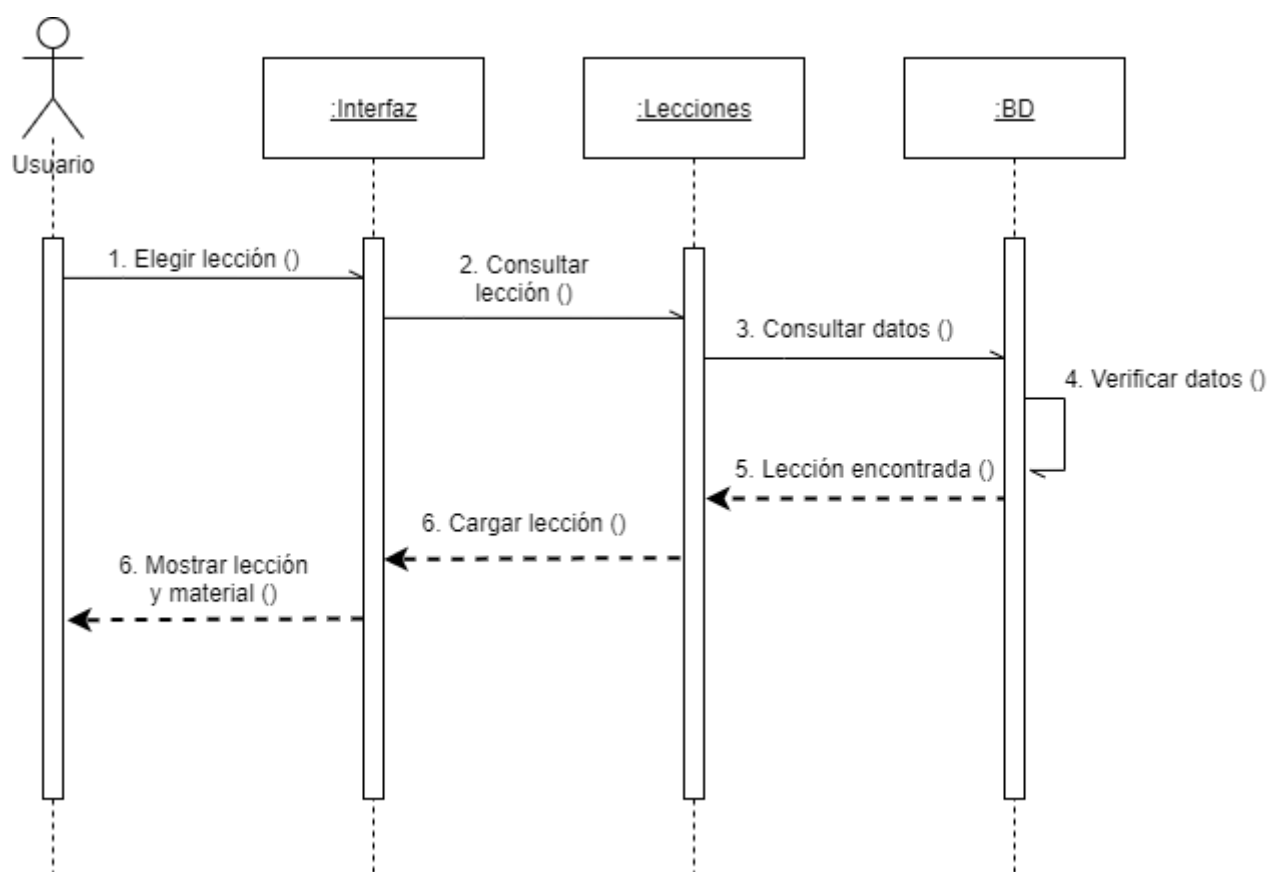 Usuario
:Interfaz
:Lecciones
:BD
1. Elegir lección ()
2. Consultar
lección ()
3. Consultar datos ()
4. Verificar datos ()
5. Lección encontrada ()
6. Cargar lección ()
6. Mostrar lección
y material ()